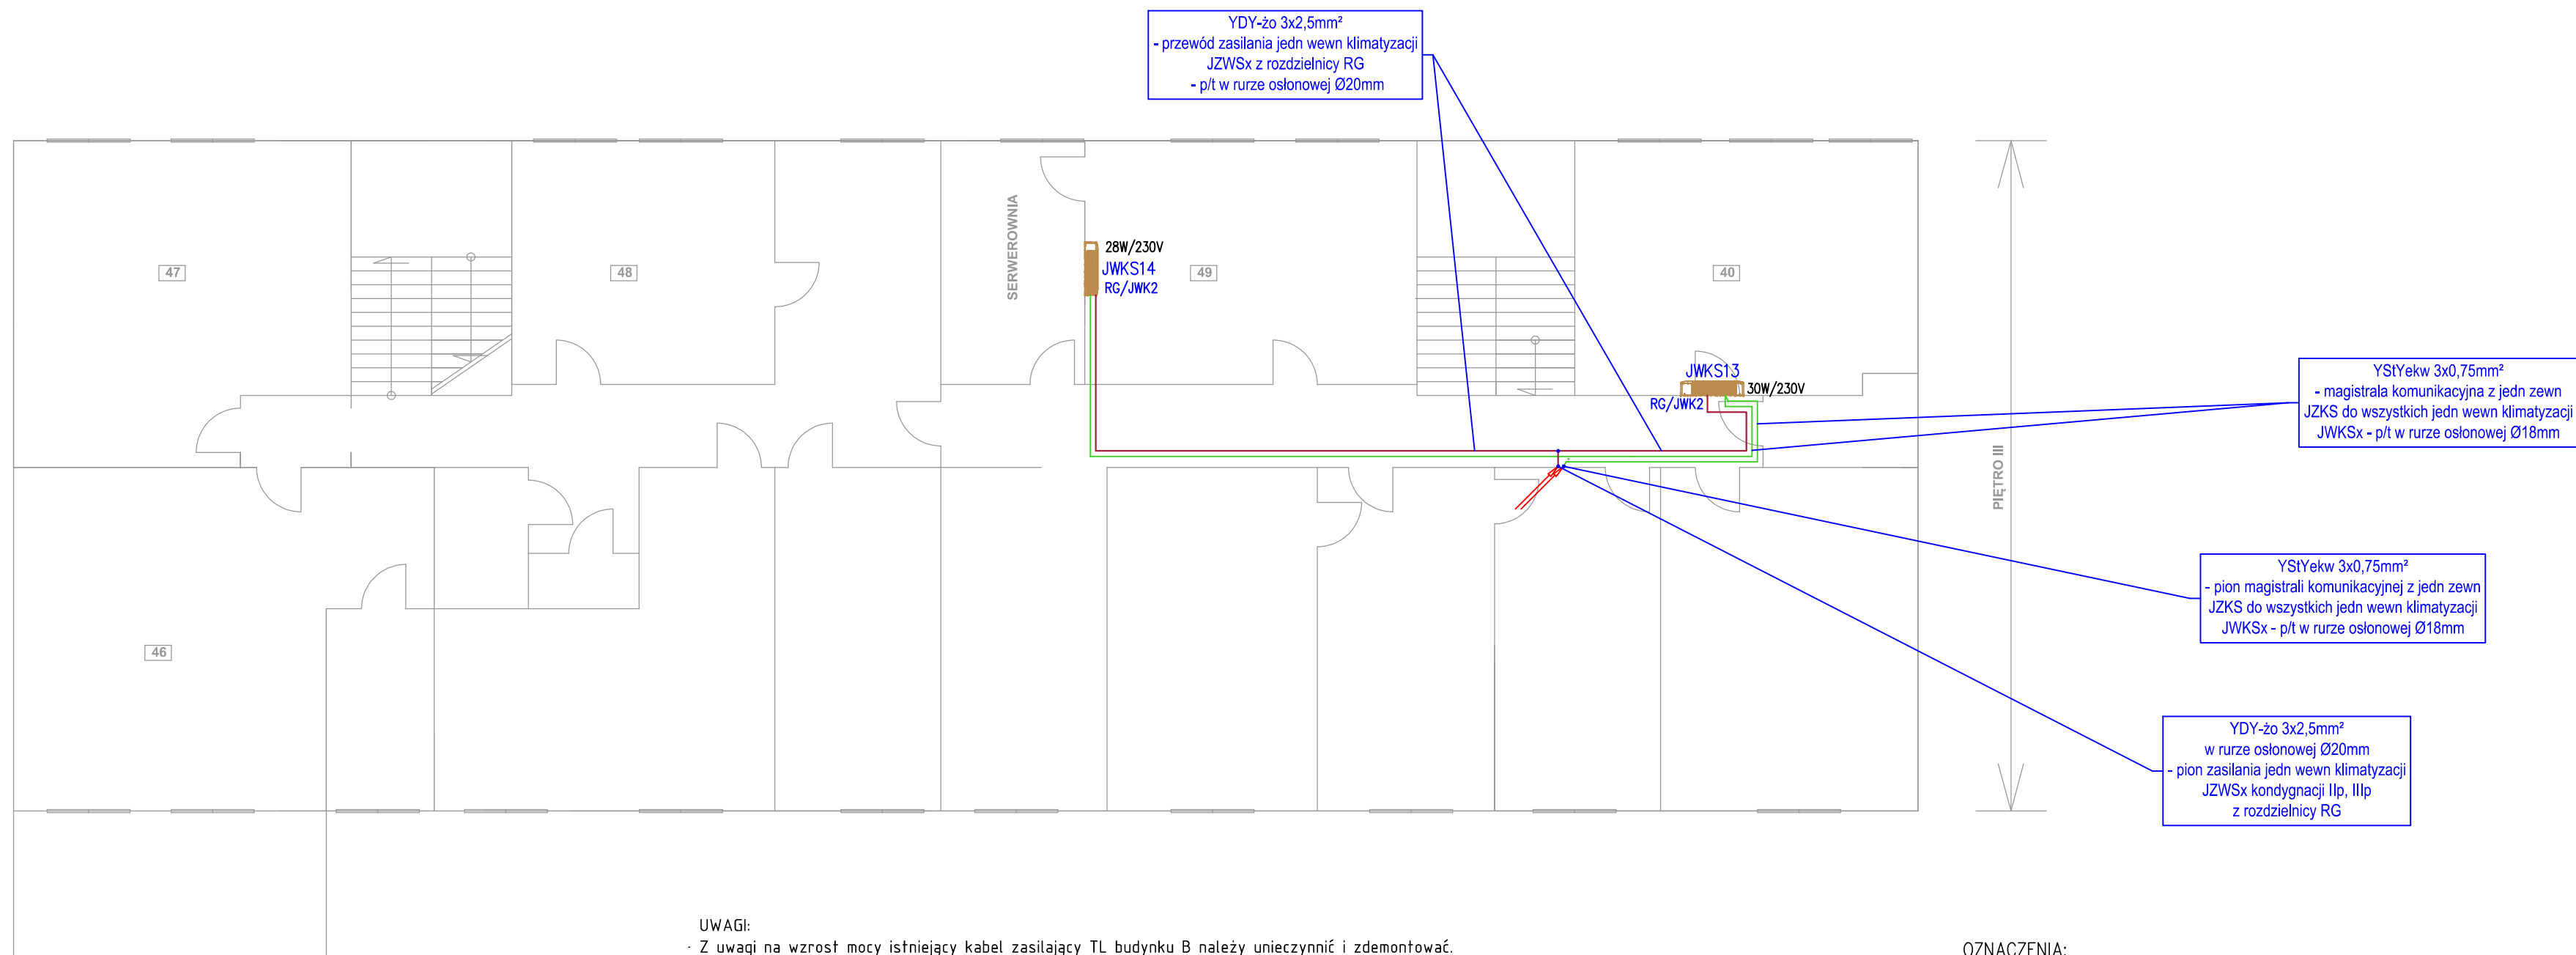 YDY-żo 3x2,5mm²
- przewód zasilania jedn wewn klimatyzacji
JZWSx z rozdzielnicy RG
- p/t w rurze osłonowej Ø20mm
SERWEROWNIA
28W/230V
JWKS14
RG/JWK2
47
48
49
40
JWKS13
30W/230V
RG/JWK2
YStYekw 3x0,75mm²
- magistrala komunikacyjna z jedn zewn
JZKS do wszystkich jedn wewn klimatyzacji
JWKSx - p/t w rurze osłonowej Ø18mm
PIĘTRO III
YStYekw 3x0,75mm²
- pion magistrali komunikacyjnej z jedn zewn
JZKS do wszystkich jedn wewn klimatyzacji
JWKSx - p/t w rurze osłonowej Ø18mm
46
YDY-żo 3x2,5mm²
w rurze osłonowej Ø20mm
- pion zasilania jedn wewn klimatyzacji
JZWSx kondygnacji IIp, IIIp
z rozdzielnicy RG
UWAGI:
· Z uwagi na wzrost mocy istniejący kabel zasilający TL budynku B należy unieczynnić i zdemontować.
OZNACZENIA: